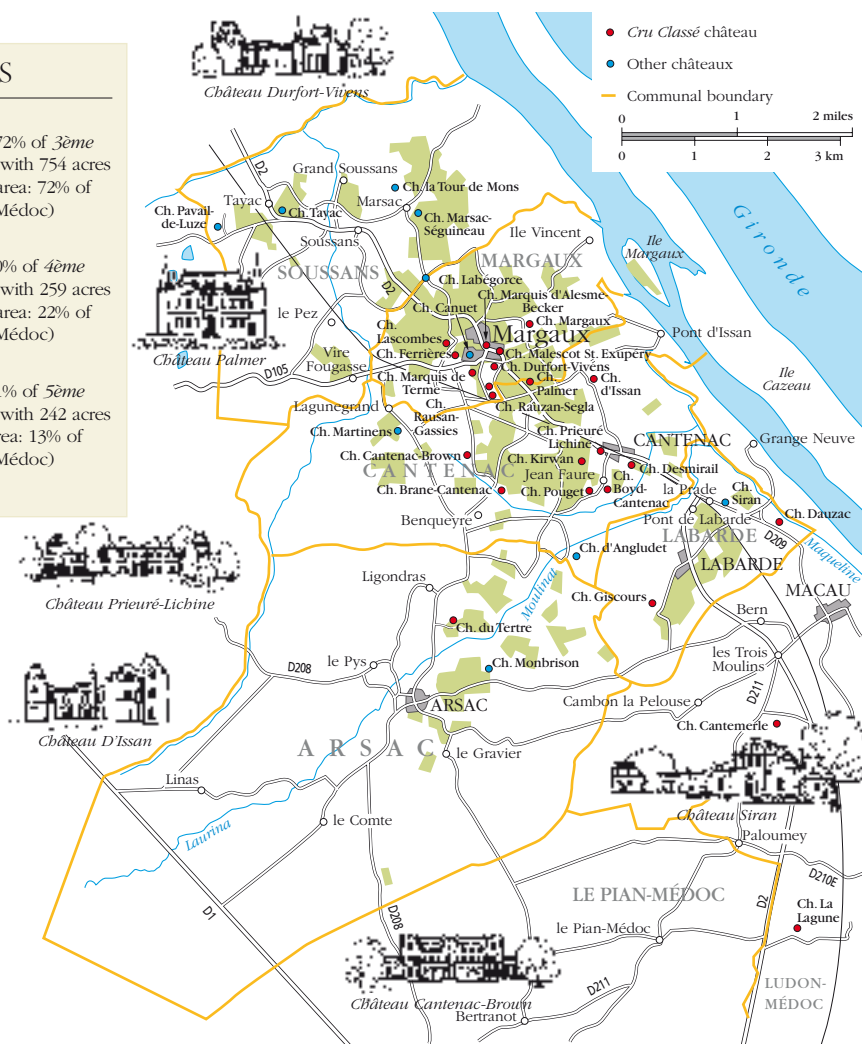 S
72% of 3ème
with 754 acres
area: 72% of
Médoc)
0% of 4ème
with 259 acres
area: 22% of
Médoc)
% of 5ème
with 242 acres
rea: 13% of
Médoc)
Cru Classé château
Other châteaux
Communal boundary
0 1 2 miles
0 1 2 3 km
Château Durfort-Vivens
D2
Grand Soussans
Ch. la Tour de Mons
Tayac
Marsac
Ch. Pavail-
de-Luze
Ch. Tayac
Ch. Marsac-
Séguineau
Soussans
Ile Vincent
Ile
Margaux
Gironde
SOUSSANS
MARGAUX
D2
Ch. Labégorce
Ch. Marquis d'Alesme-
Becker
le Pez
Ch. Canuet
Ch. Margaux
Ch.
Lascombes
Margaux
Pont d'Issan
Château Palmer
Vire
Fougasse
Ch. Ferrières
Ch. Malescot St. Exupéry
D105
Ch. Durfort-Vivens
Ch. Marquis de
Terme
Ch.
Palmer
Ch.
d'Issan
Ile
Cazeau
Lagunegrand
Ch.
Rausan-
Gassies
Ch. Rauzan-Segla
Ch. Martinens
Ch. Prieuré
Lichine
CANTENAC
Grange Neuve
Ch. Cantenac-Brown
Ch. Kirwan
Ch. Desmirail
CANTENAC
Jean Faure
Ch. Brane-Cantenac
Ch. Pouget
Ch.
Boyd-
Cantenac
la Prade
Ch.
Siran
Ch. Dauzac
Benqueyre
Pont de Labarde
LABARDE
D209
Maqueline
Ch. d'Angludet
LABARDE
Château Prieuré-Lichine
Ligondras
Moulinat
Ch. Giscours
MACAU
Bern
Ch. du Tertre
les Trois
Moulins
le Pys
D208
Ch. Monbrison
D211
Cambon la Pelouse
ARSAC
Ch. Cantemerle
Château D'Issan
ARSAC
le Gravier
Linas
Château Siran
le Comte
Laurina
Paloumey
D210E
LE PIAN-MÉDOC
D2
Ch. La
Lagune
D1
D208
le Pian-Médoc
D211
LUDON-
MÉDOC
Château Cantenac-Brown
Bertranot